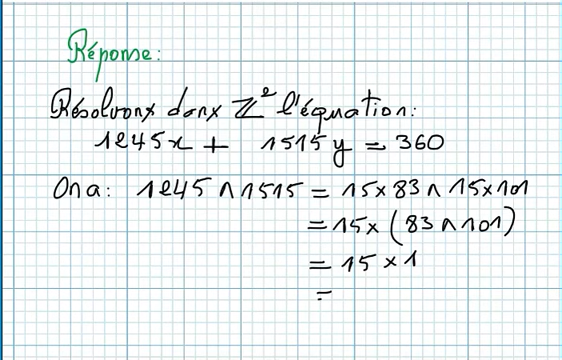 Réponse:
Résolvons dans ℤ² l'équation:
1245x + 1515y = 360
On a: 1245 ∧ 1515 = 15×83 ∧ 15×101
= 15×(83 ∧ 101)
= 15 × 1
=